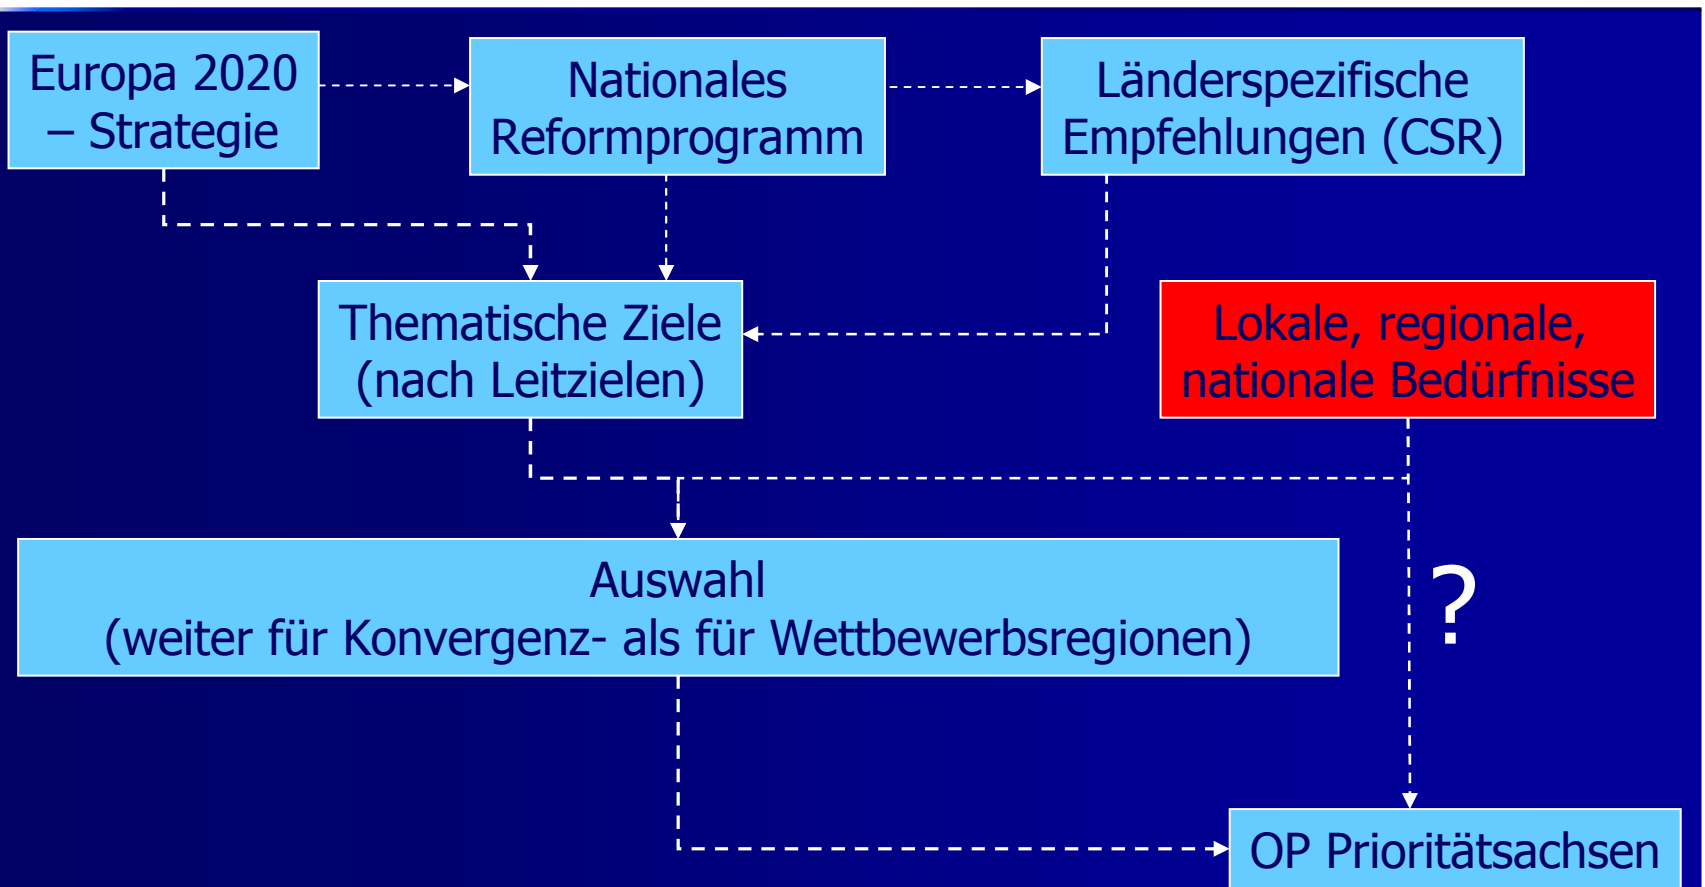 Europa 2020
– Strategie
Nationales
Reformprogramm
Länderspezifische
Empfehlungen (CSR)
Thematische Ziele
(nach Leitzielen)
Lokale, regionale,
nationale Bedürfnisse
Auswahl
(weiter für Konvergenz- als für Wettbewerbsregionen)
?
OP Prioritätsachsen